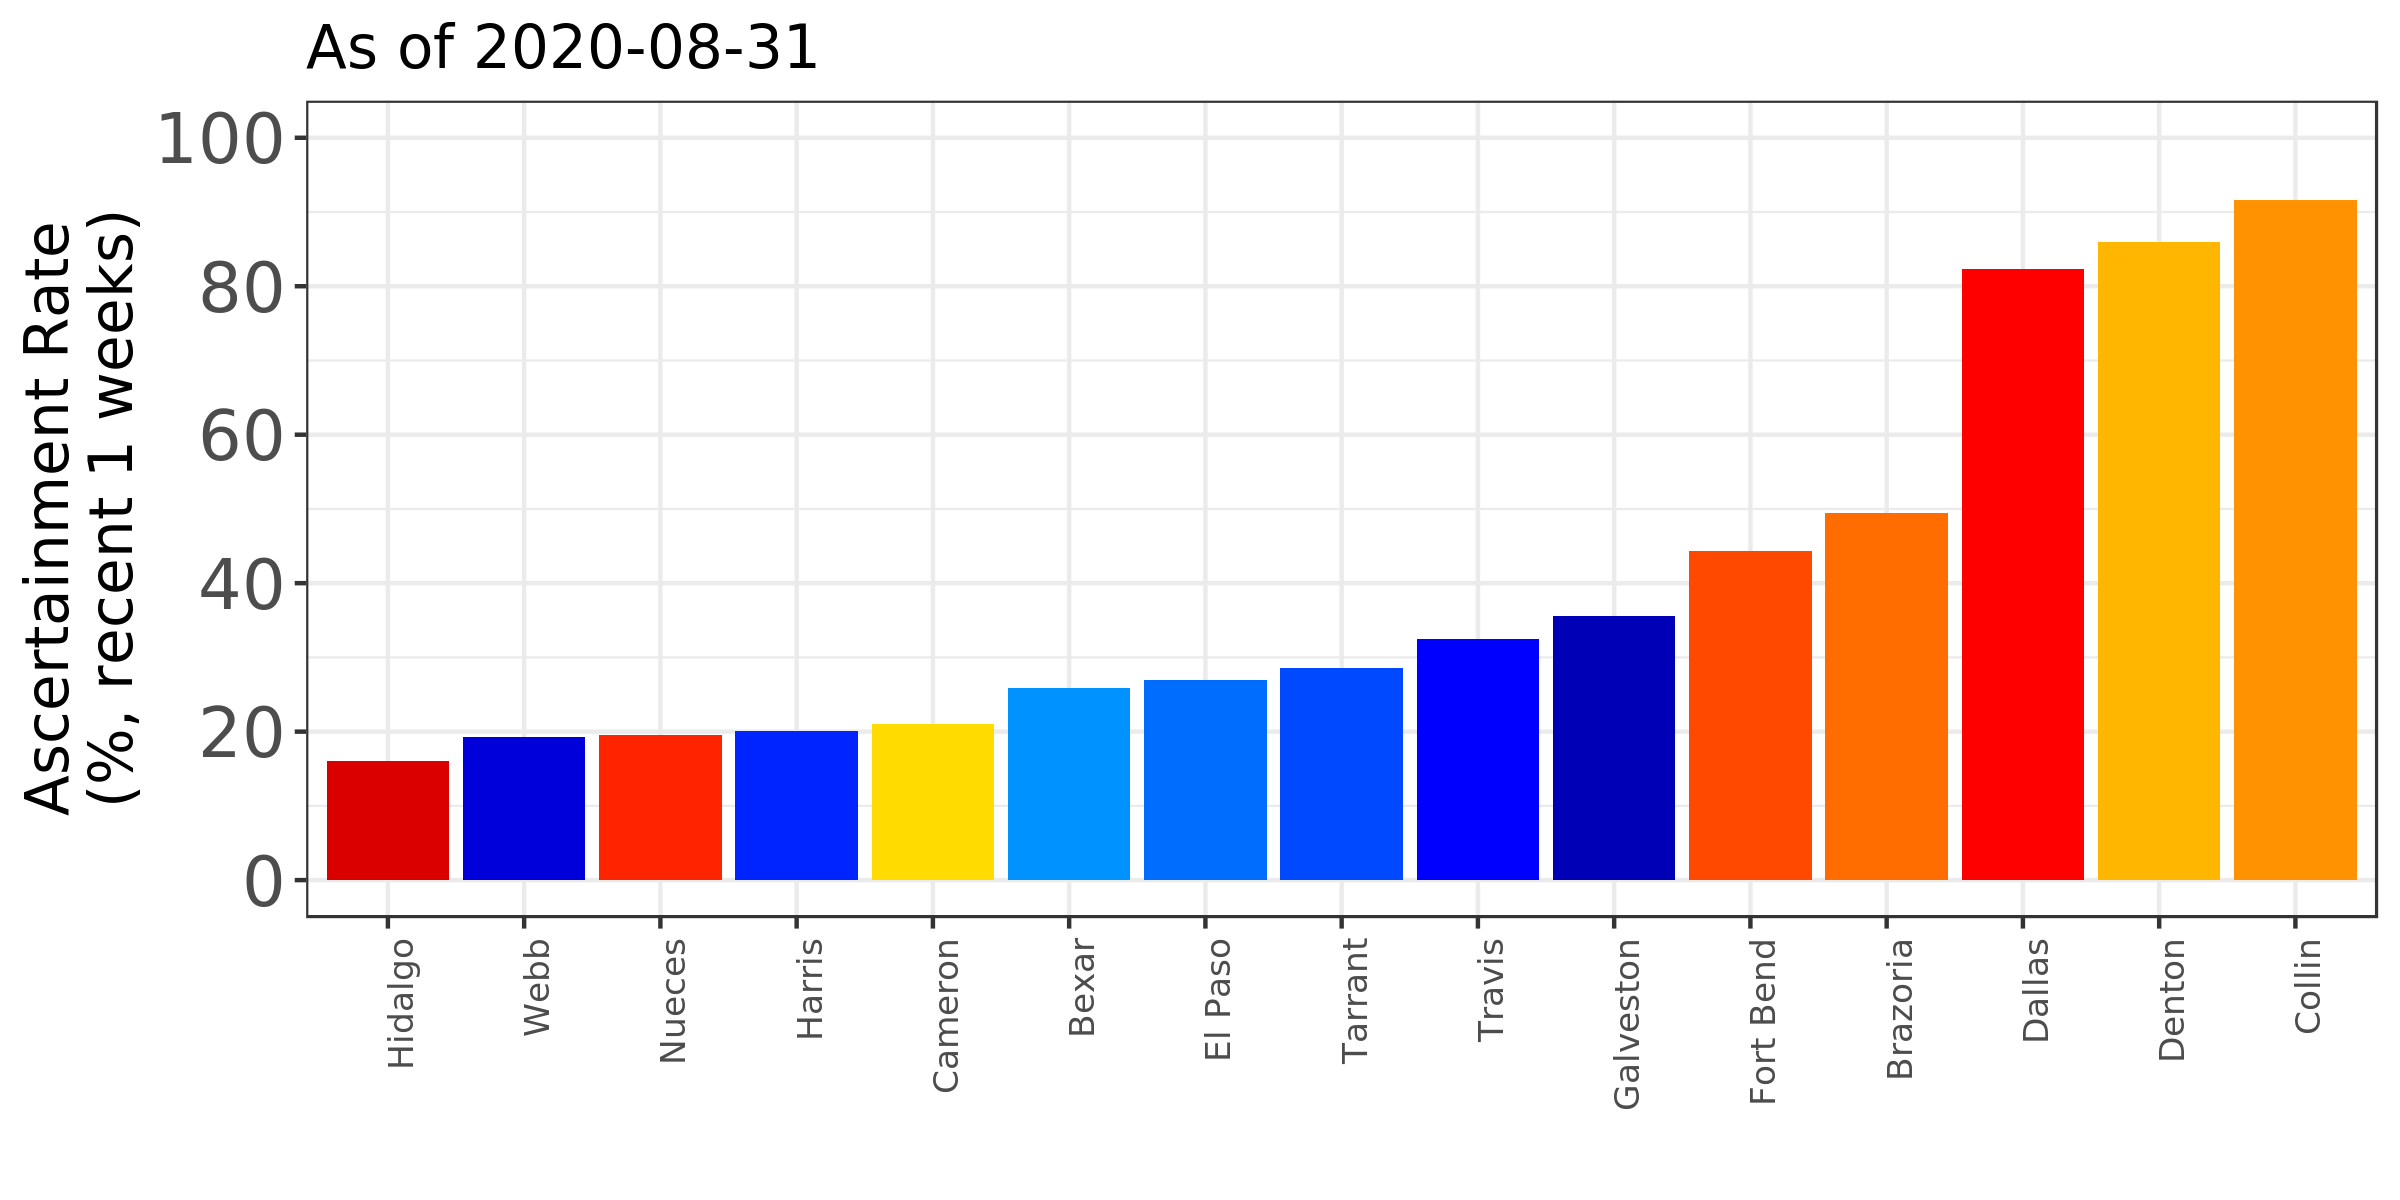 As of 2020-08-31
Ascertainment Rate
(%, recent 1 weeks)
100
80
60
40
20
0
Hidalgo
Webb
Nueces
Harris
Cameron
Bexar
El Paso
Tarrant
Travis
Galveston
Fort Bend
Brazoria
Dallas
Denton
Collin